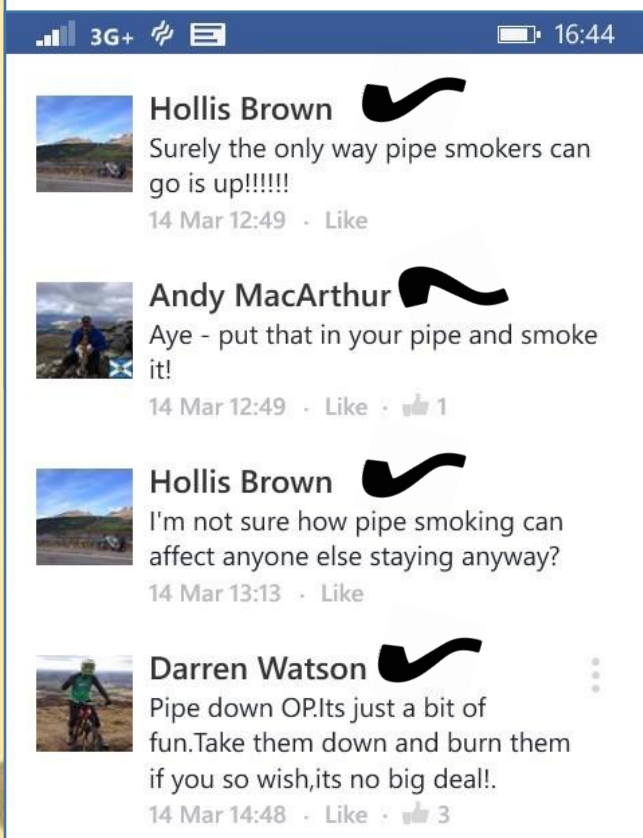 3G+ 16:44
Hollis Brown
Surely the only way pipe smokers can
go is up!!!!!!
14 Mar 12:49 · Like
Andy MacArthur
Aye - put that in your pipe and smoke
it!
14 Mar 12:49 · Like · 1
Hollis Brown
I'm not sure how pipe smoking can
affect anyone else staying anyway?
14 Mar 13:13 · Like
Darren Watson
Pipe down OP.Its just a bit of
fun.Take them down and burn them
if you so wish,its no big deal!.
14 Mar 14:48 · Like · 3